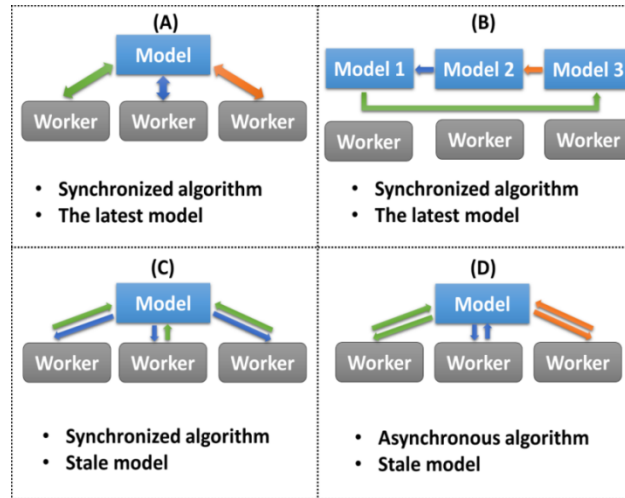 (A)
Model
Worker Worker Worker
• Synchronized algorithm
• The latest model
(B)
Model 1 Model 2 Model 3
Worker Worker Worker
• Synchronized algorithm
• The latest model
(C)
Model
Worker Worker Worker
• Synchronized algorithm
• Stale model
(D)
Model
Worker Worker Worker
• Asynchronous algorithm
• Stale model